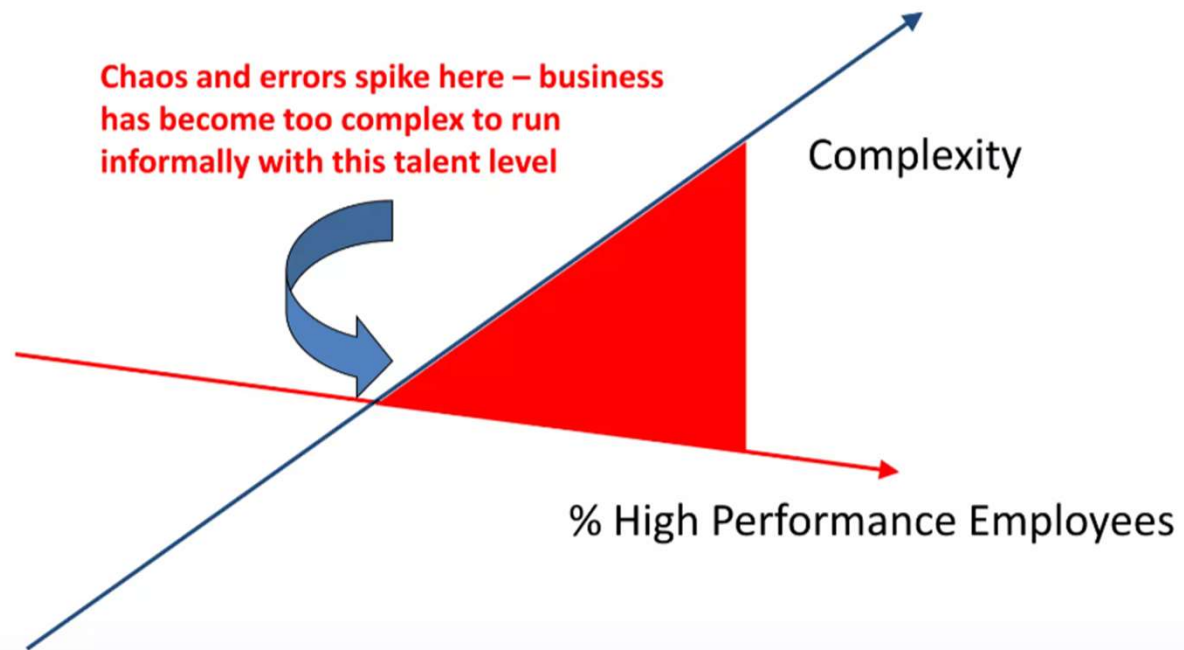 Chaos and errors spike here – business
has become too complex to run
informally with this talent level
Complexity
% High Performance Employees